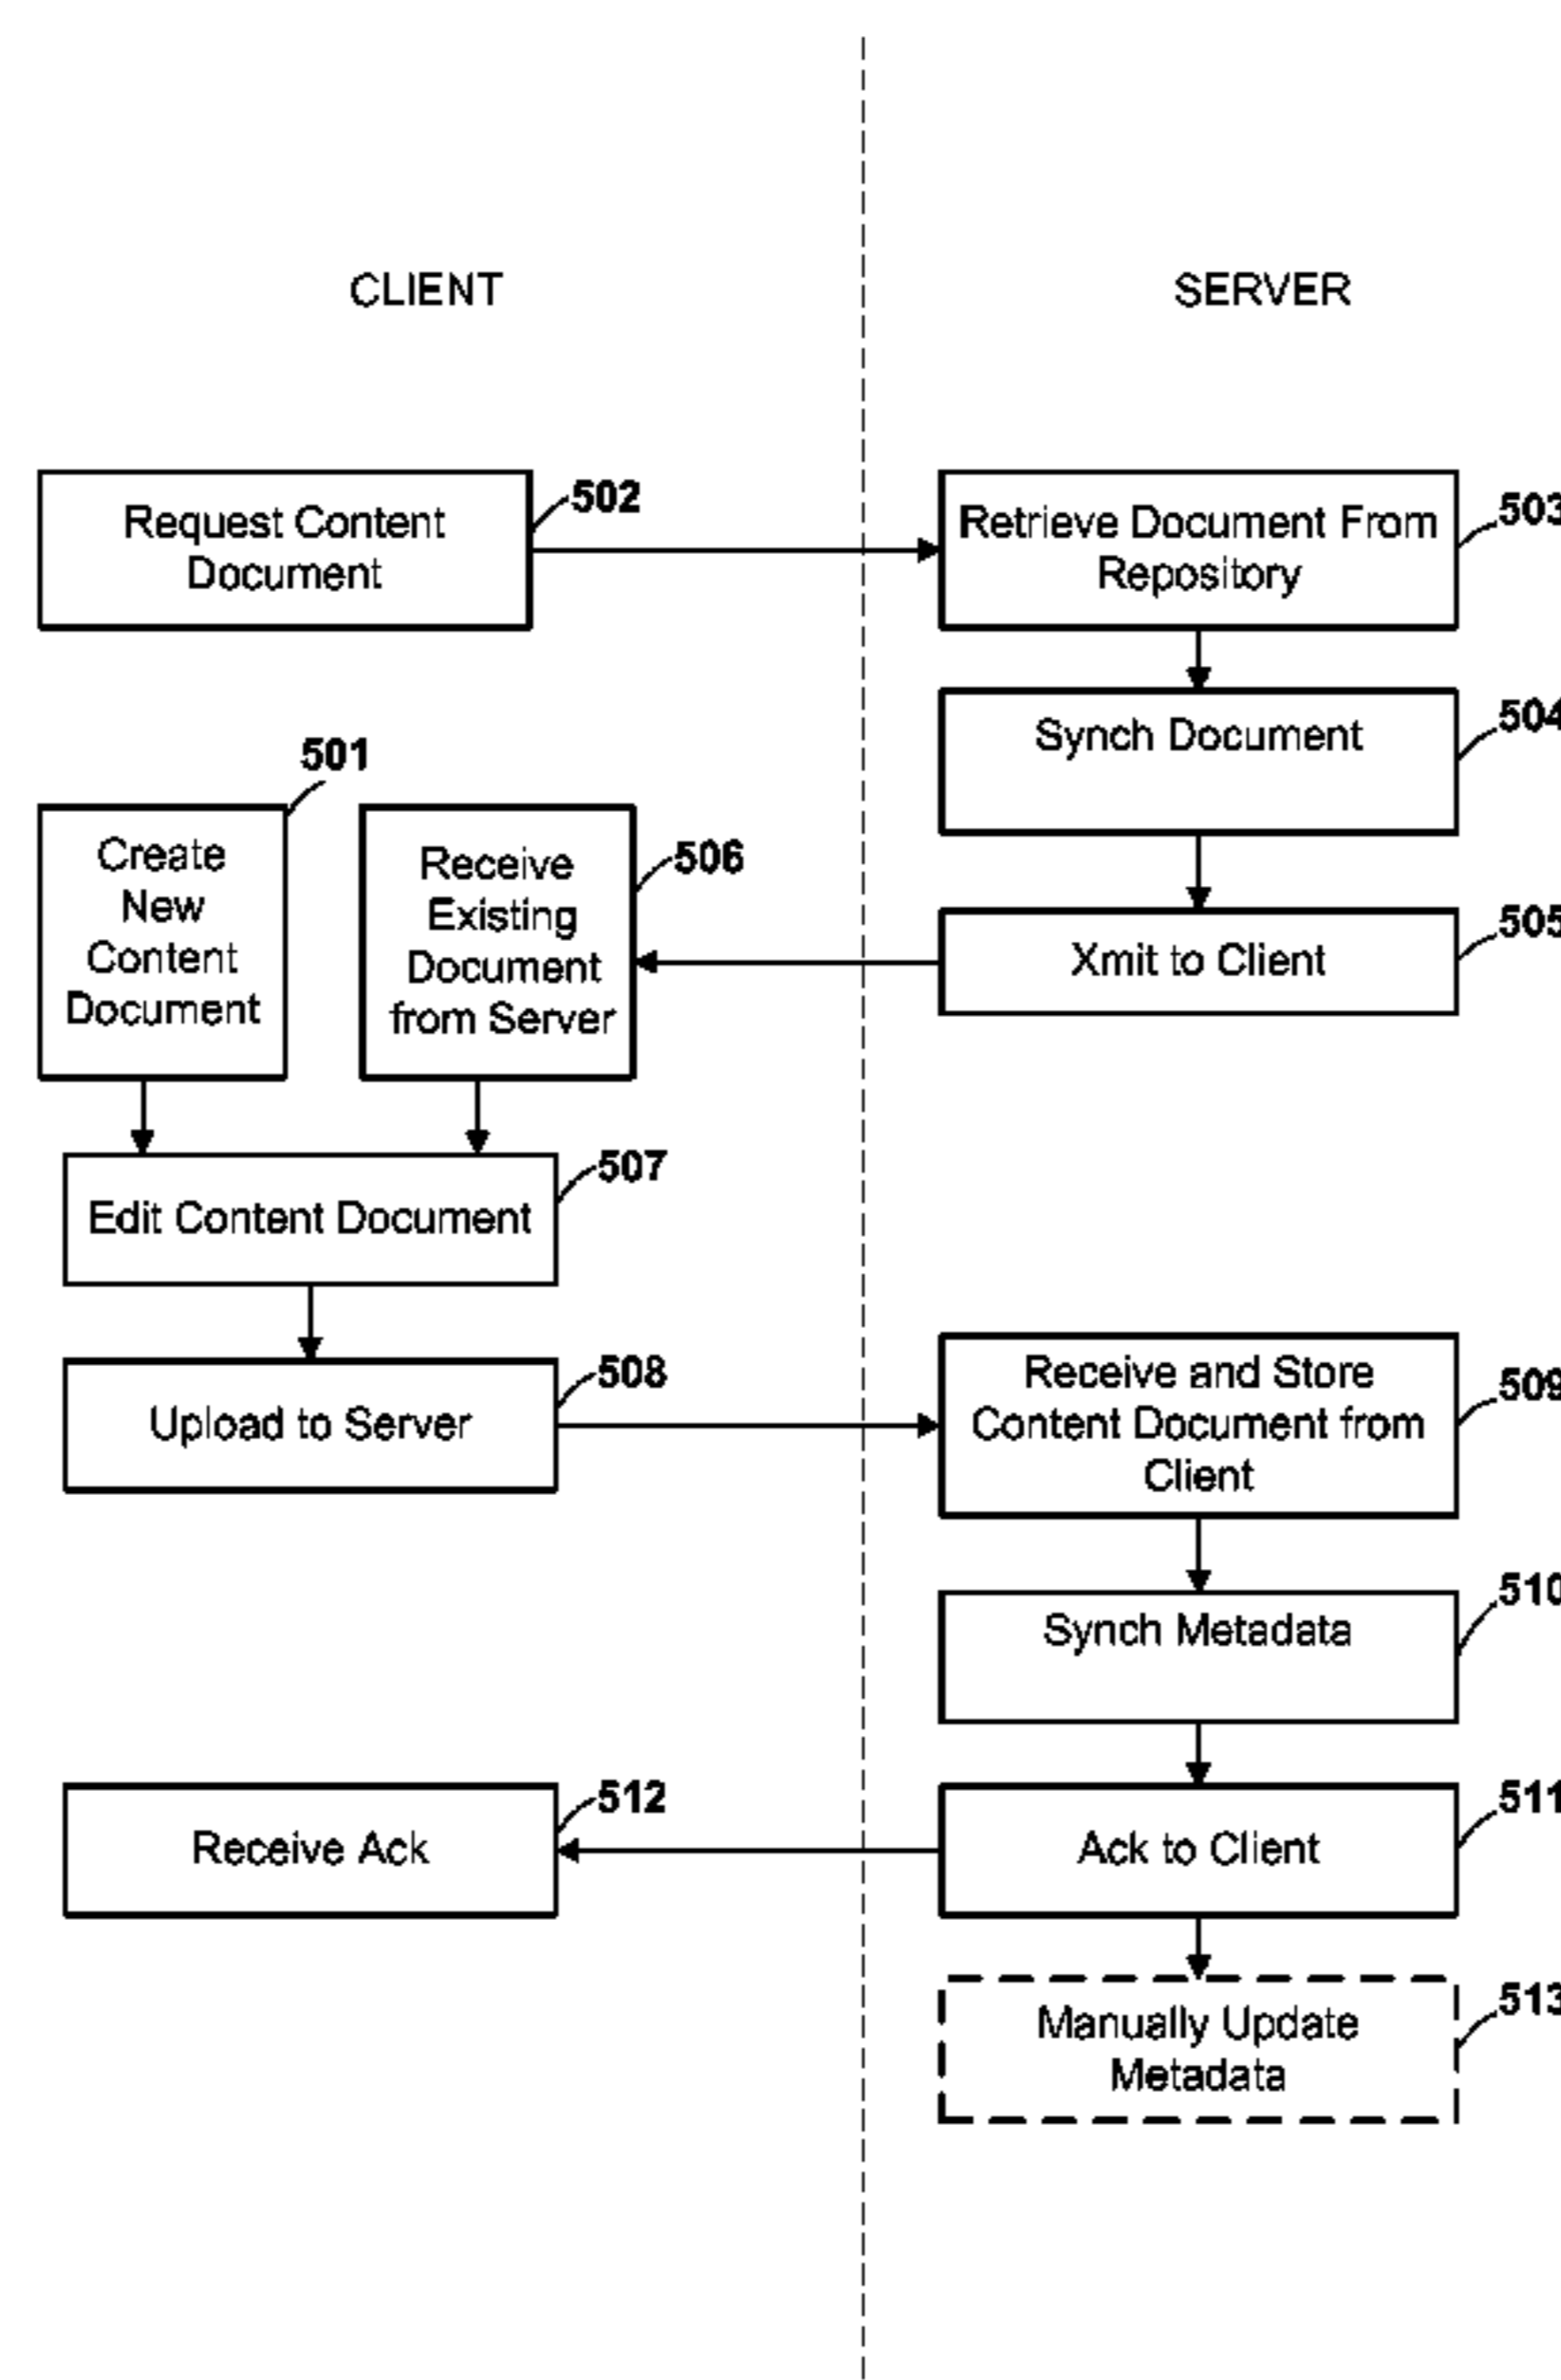 CLIENT
SERVER
502
Request Content
Document
503
Retrieve Document From
Repository
504
Synch Document
501
Create
New
Content
Document
506
Receive
Existing
Document
from Server
505
Xmit to Client
507
Edit Content Document
508
Upload to Server
509
Receive and Store
Content Document from
Client
510
Synch Metadata
512
Receive Ack
511
Ack to Client
513
Manually Update
Metadata